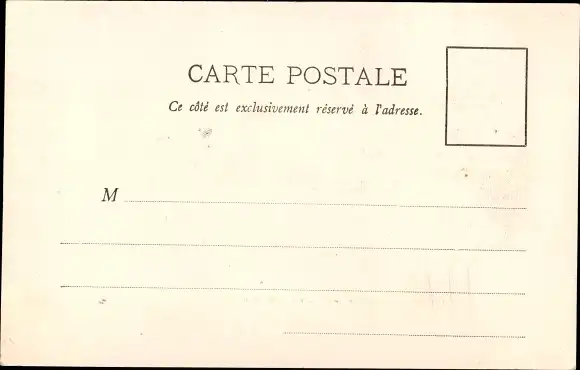 CARTE POSTALE
Ce côté est exclusivement réservé à l'adresse.
M